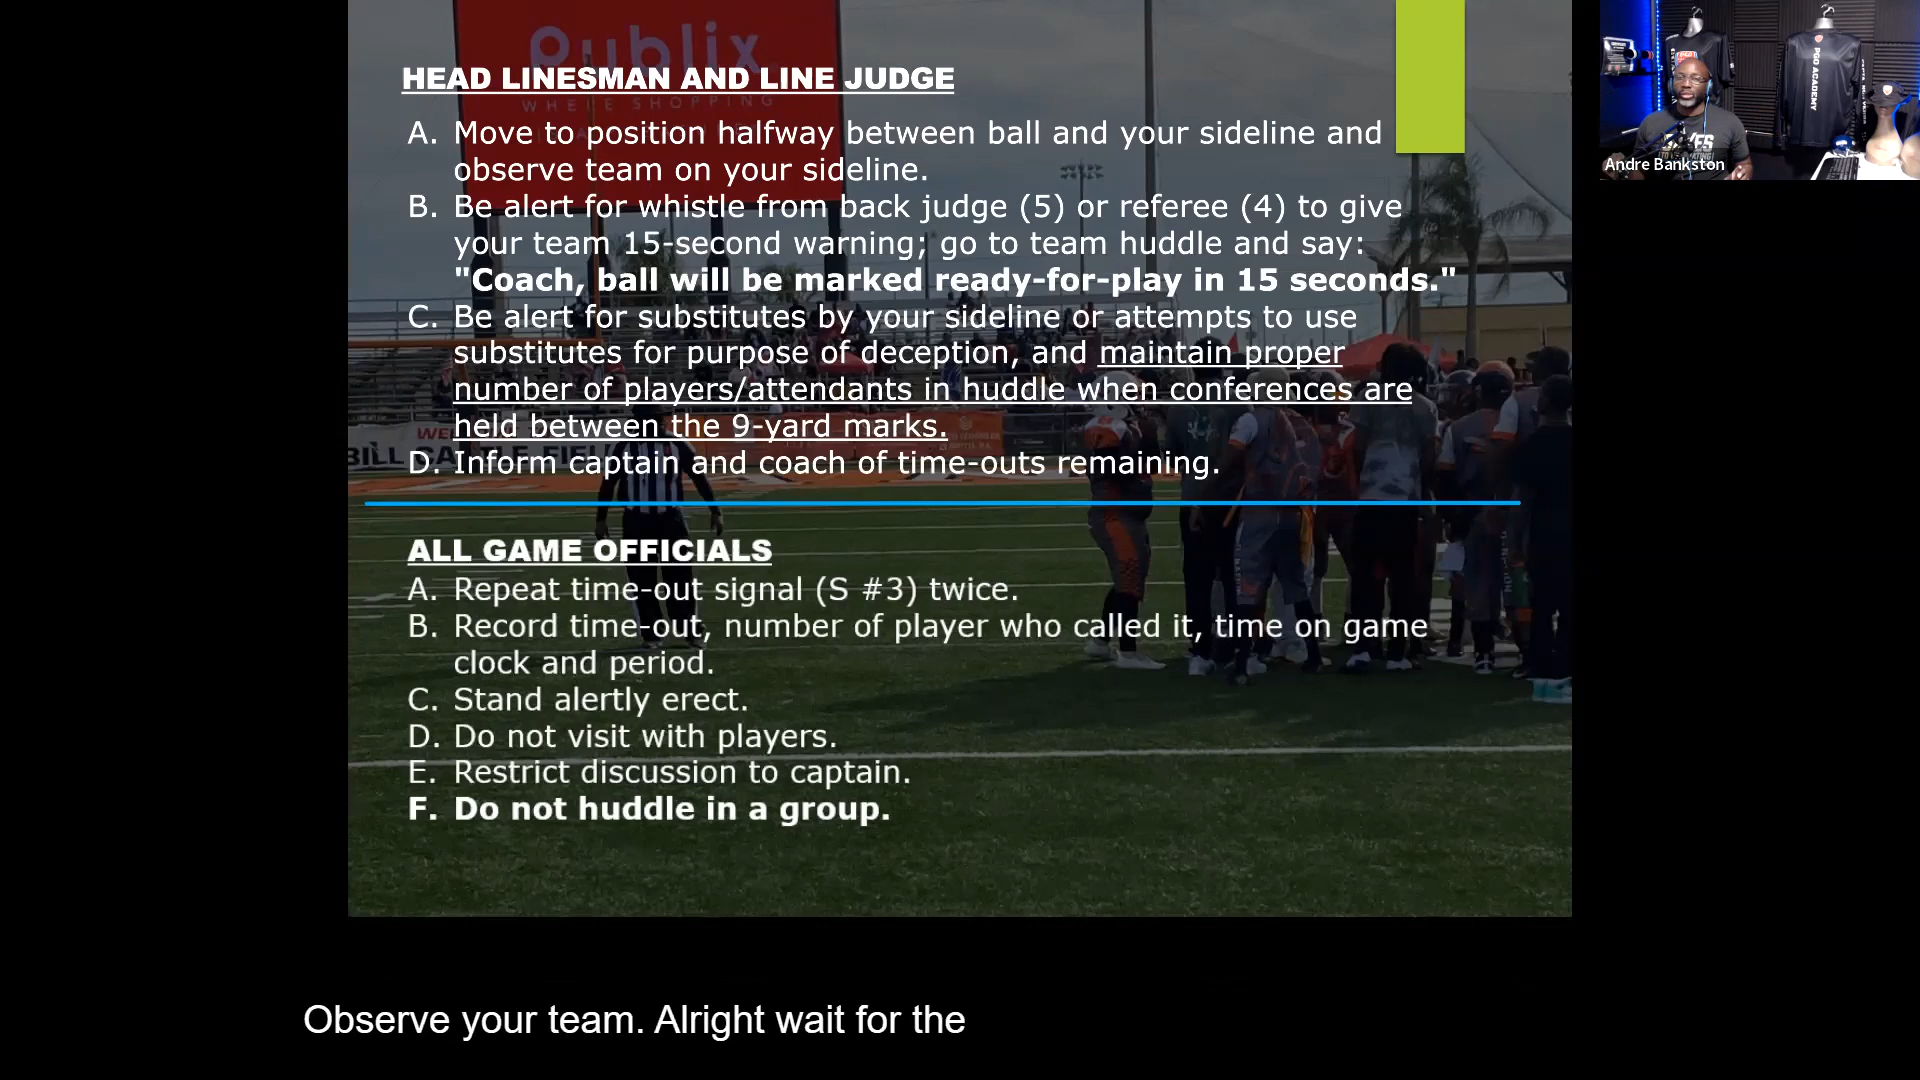 Publix
WHERE SHOPPING
HEAD LINESMAN AND LINE JUDGE
A. Move to position halfway between ball and your sideline and
observe team on your sideline.
B. Be alert for whistle from back judge (5) or referee (4) to give
your team 15-second warning; go to team huddle and say:
"Coach, ball will be marked ready-for-play in 15 seconds."
C. Be alert for substitutes by your sideline or attempts to use
substitutes for purpose of deception, and maintain proper
number of players/attendants in huddle when conferences are
held between the 9-yard marks.
D. Inform captain and coach of time-outs remaining.
ALL GAME OFFICIALS
A. Repeat time-out signal (S #3) twice.
B. Record time-out, number of player who called it, time on game
clock and period.
C. Stand alertly erect.
D. Do not visit with players.
E. Restrict discussion to captain.
F. Do not huddle in a group.
PGO ACADEMY
Andre Bankston
Observe your team. Alright wait for the